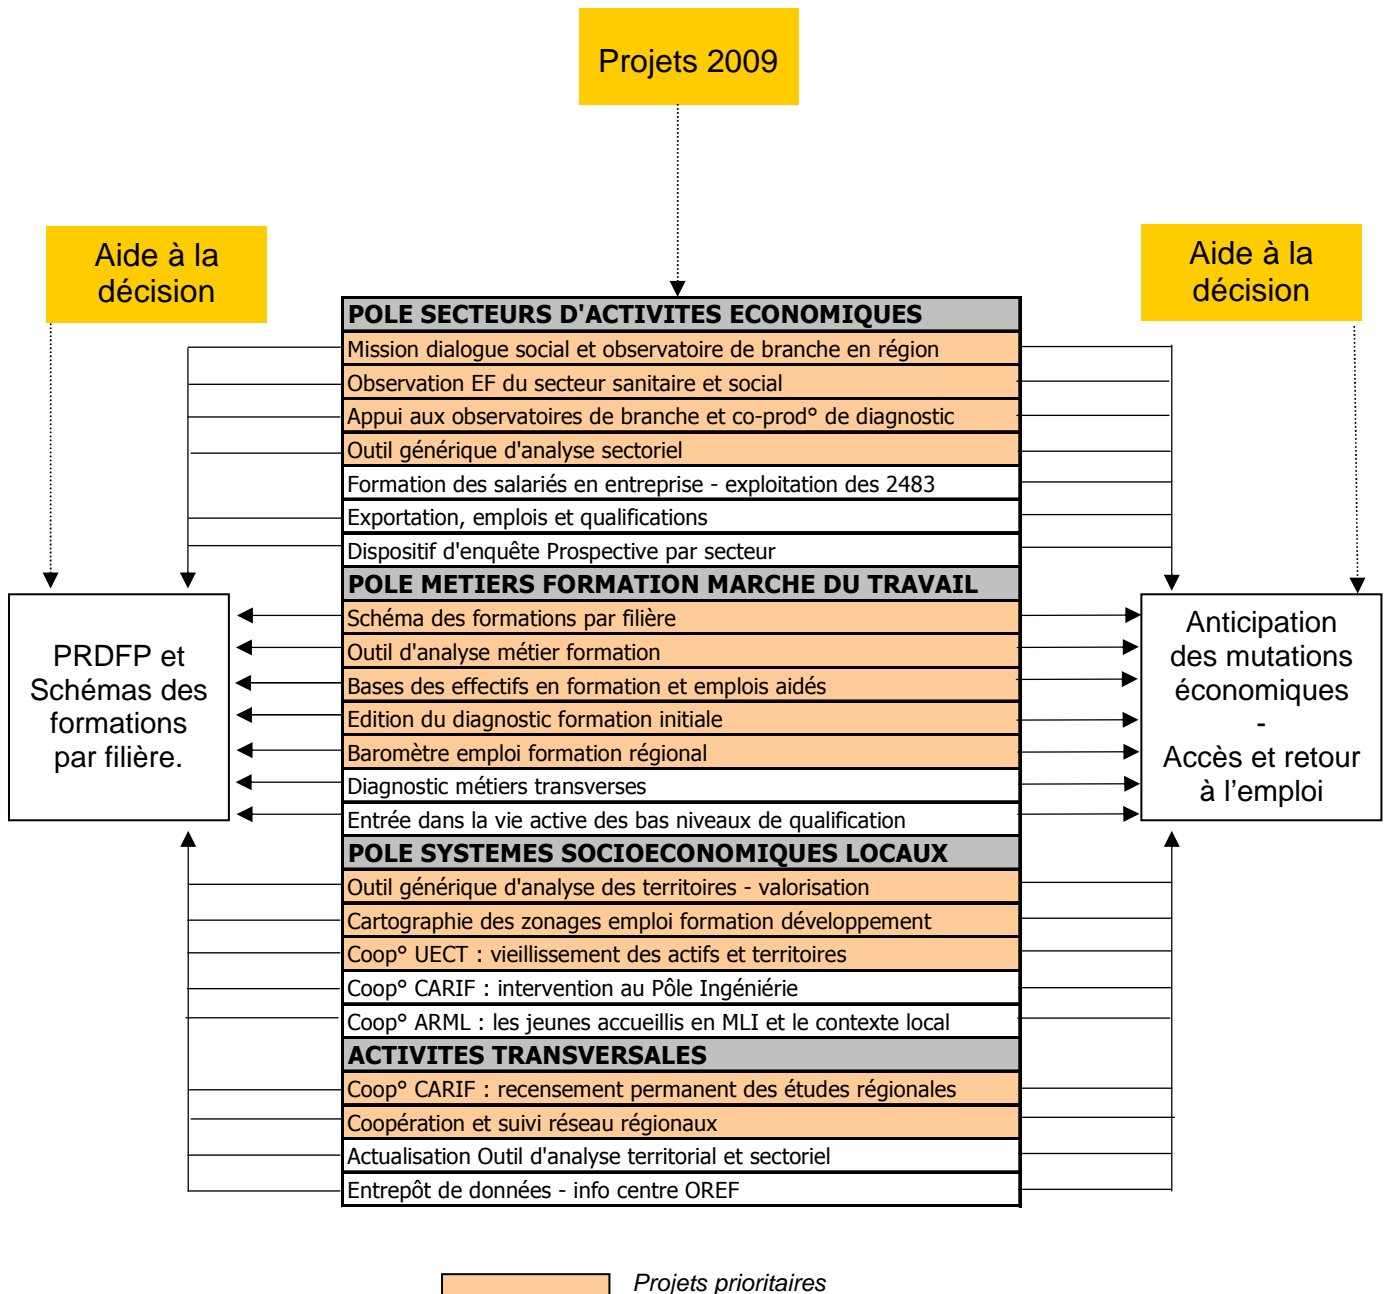 Projets 2009
Aide à la
décision
Aide à la
décision
POLE SECTEURS D'ACTIVITES ECONOMIQUES
Mission dialogue social et observatoire de branche en région
Observation EF du secteur sanitaire et social
Appui aux observatoires de branche et co-prod° de diagnostic
Outil générique d'analyse sectoriel
Formation des salariés en entreprise - exploitation des 2483
Exportation, emplois et qualifications
Dispositif d'enquête Prospective par secteur
POLE METIERS FORMATION MARCHE DU TRAVAIL
Schéma des formations par filière
Outil d'analyse métier formation
Bases des effectifs en formation et emplois aidés
Edition du diagnostic formation initiale
Baromètre emploi formation régional
Diagnostic métiers transverses
Entrée dans la vie active des bas niveaux de qualification
POLE SYSTEMES SOCIOECONOMIQUES LOCAUX
Outil générique d'analyse des territoires - valorisation
Cartographie des zonages emploi formation développement
Coop° UECT : vieillissement des actifs et territoires
Coop° CARIF : intervention au Pôle Ingéniérie
Coop° ARML : les jeunes accueillis en MLI et le contexte local
ACTIVITES TRANSVERSALES
Coop° CARIF : recensement permanent des études régionales
Coopération et suivi réseau régionaux
Actualisation Outil d'analyse territorial et sectoriel
Entrepôt de données - info centre OREF
PRDFP et
Schémas des
formations
par filière.
Anticipation
des mutations
économiques
-
Accès et retour
à l’emploi
Projets prioritaires